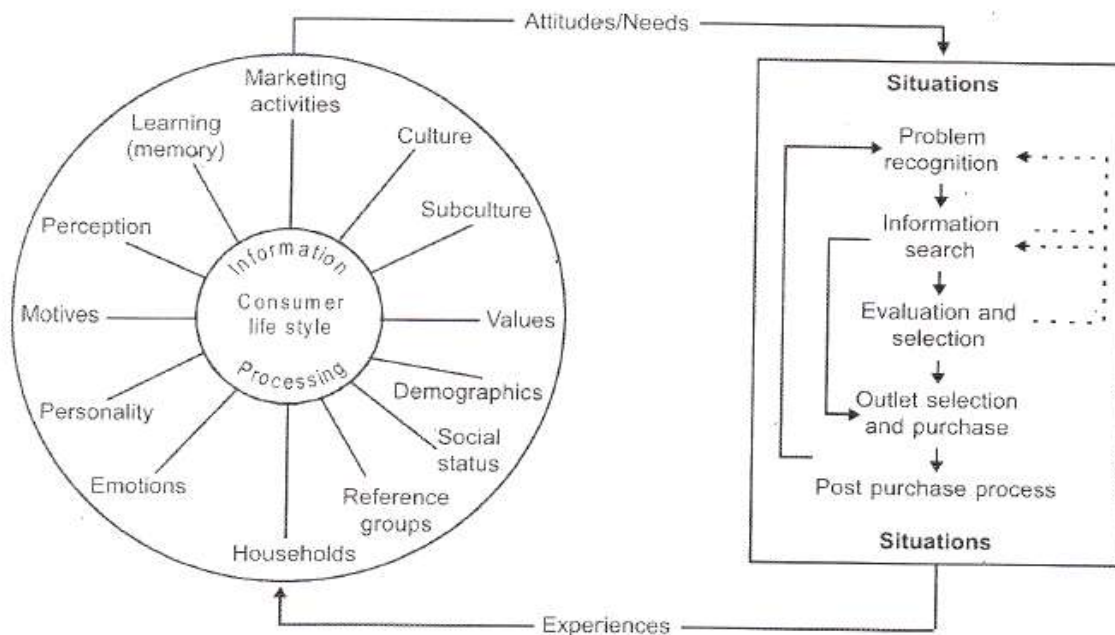 Attitudes/Needs
Marketing
activities
Learning
(memory)
Culture
Perception
Subculture
Information
Consumer
life style
Processing
Motives
Values
Personality
Demographics
Emotions
Social
status
Reference
groups
Households
Situations
Problem
recognition
Information
search
Evaluation and
selection
Outlet selection
and purchase
Post purchase process
Situations
Experiences